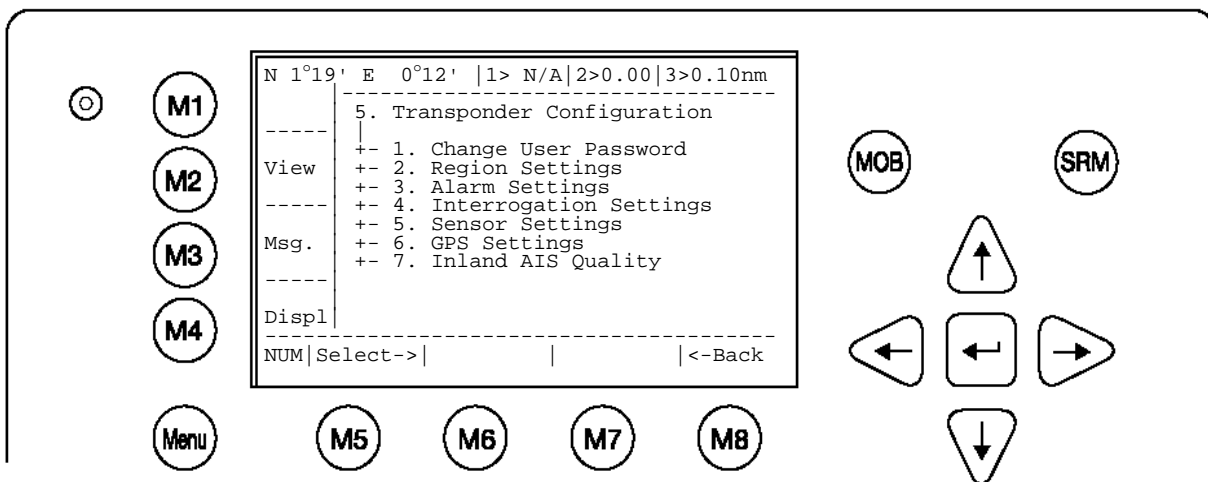 N 1°19' E 0°12' |1> N/A|2>0.00|3>0.10nm
5. Transponder Configuration
+- 1. Change User Password
+- 2. Region Settings
+- 3. Alarm Settings
+- 4. Interrogation Settings
+- 5. Sensor Settings
+- 6. GPS Settings
+- 7. Inland AIS Quality
View
Msg.
Displ
NUM|Select->| | |<-Back
M1
M2
M3
M4
Menu
M5
M6
M7
M8
MOB
SRM